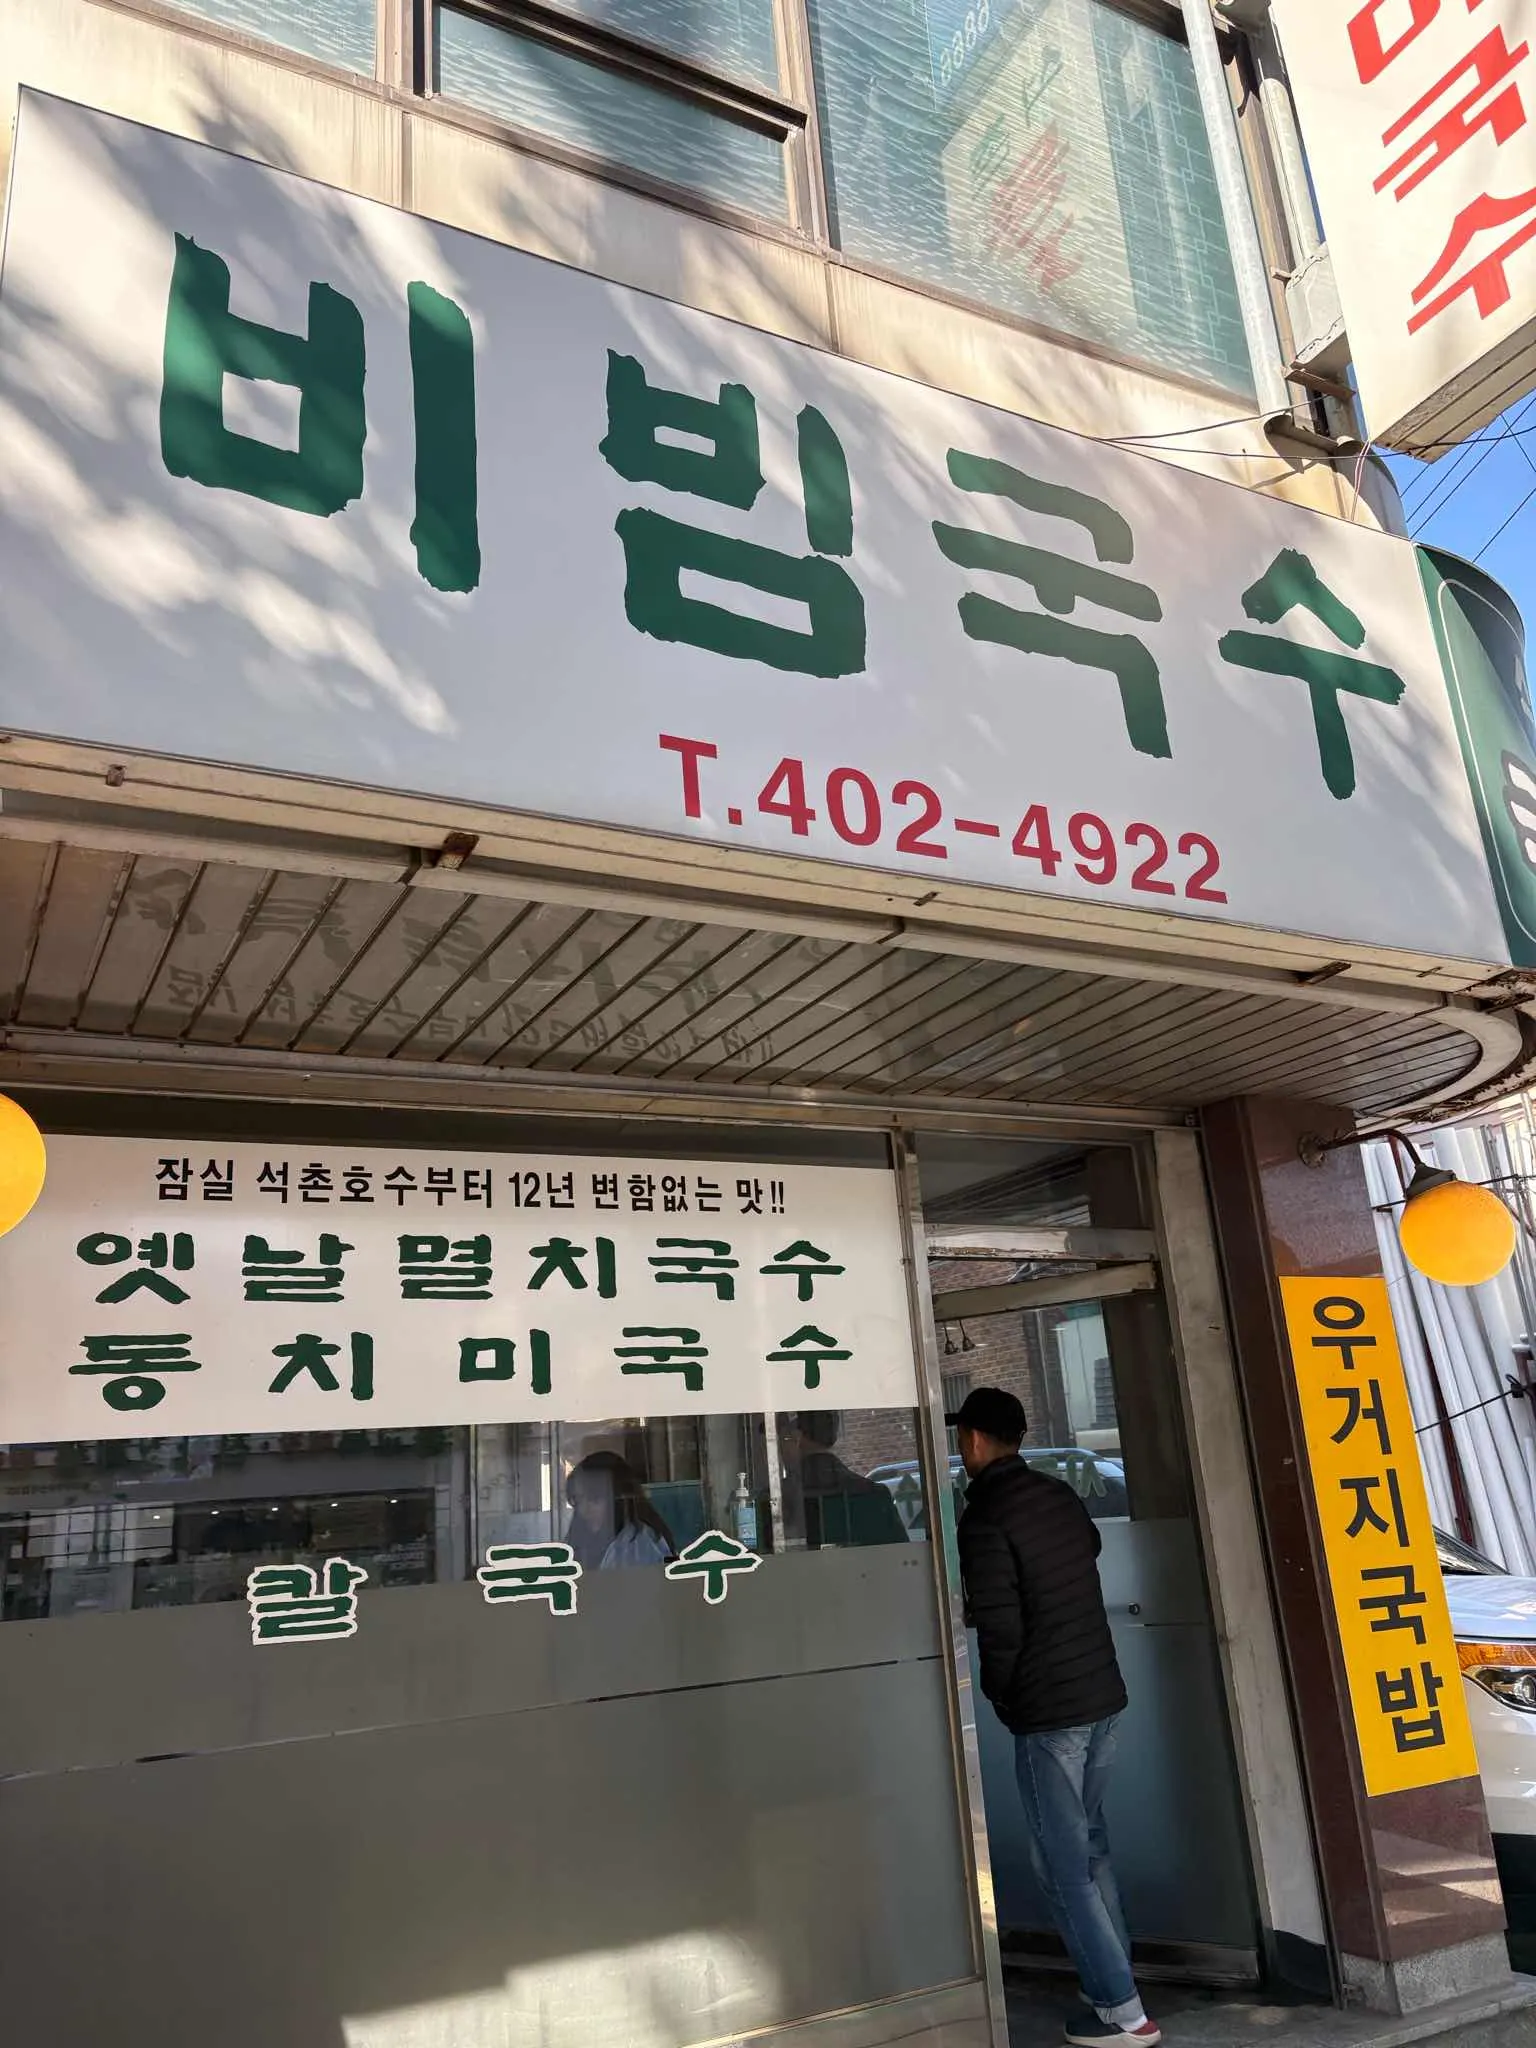 국수
비빔국수
T.402-4922
잠실 석촌호수부터 12년 변함없는 맛!!
옛날멸치국수
동치미국수
칼국수
우거지국밥